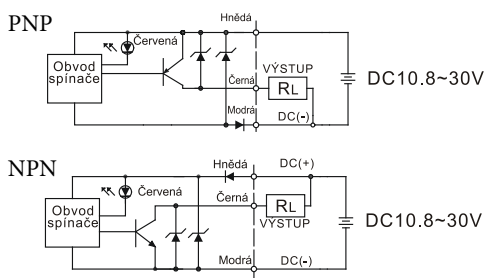 PNP
Hnědá
Červená
Obvod
spínače
Černá
VÝSTUP
RL
DC10.8~30V
Modrá
DC(-)
NPN
Hnědá
DC(+)
Červená
Černá
Obvod
spínače
RL
VÝSTUP
DC10.8~30V
Modrá
DC(-)